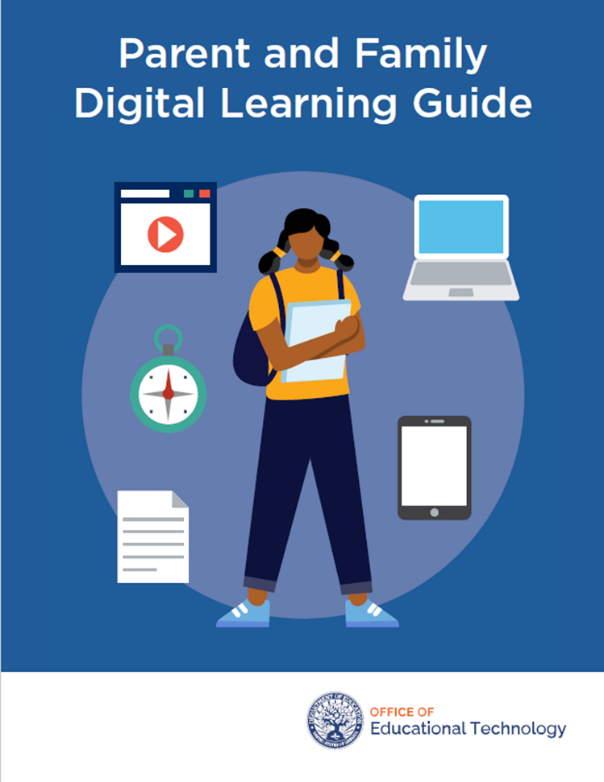 Parent and Family
Digital Learning Guide
OFFICE OF
Educational Technology